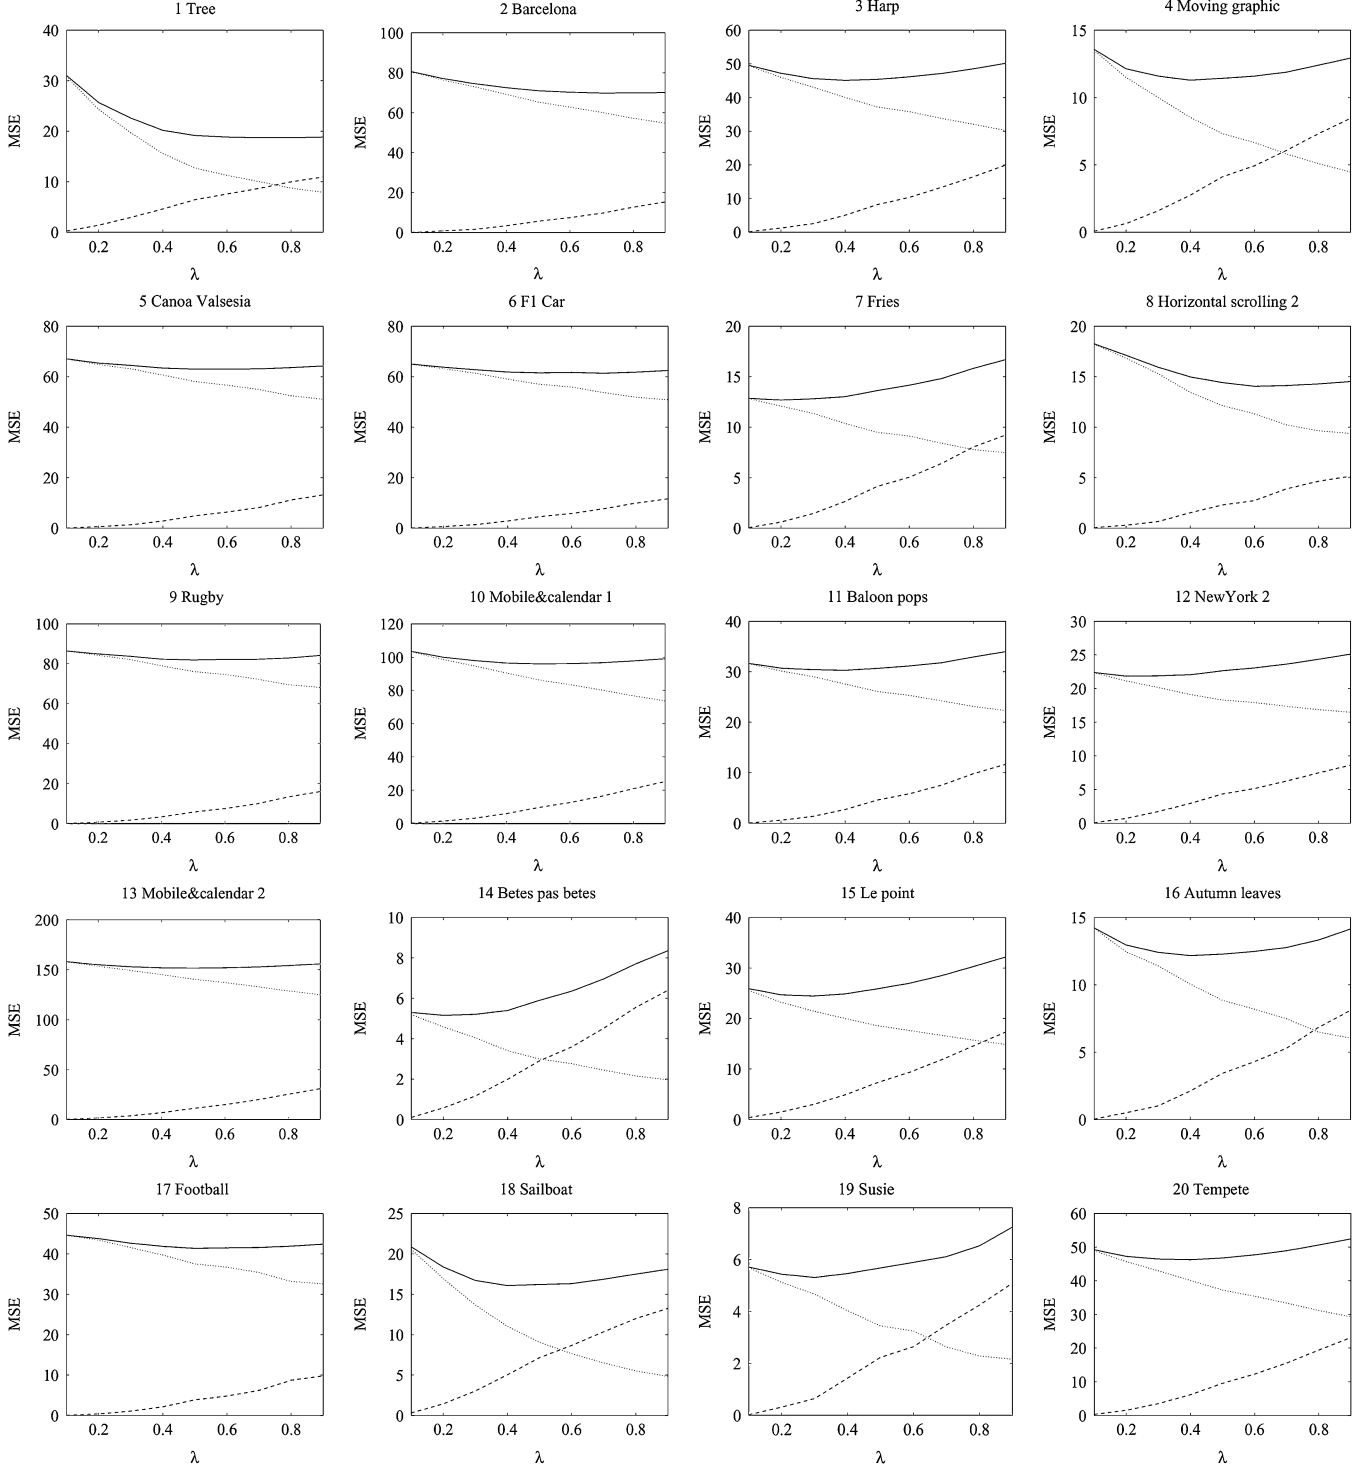 1 Tree
2 Barcelona
3 Harp
4 Moving graphic
40
30
20
10
0
MSE
0.2 0.4 0.6 0.8
λ
100
80
60
40
20
0
MSE
0.2 0.4 0.6 0.8
λ
60
50
40
30
20
10
0
MSE
0.2 0.4 0.6 0.8
λ
15
10
5
0
MSE
0.2 0.4 0.6 0.8
λ
5 Canoa Valsesia
6 F1 Car
7 Fries
8 Horizontal scrolling 2
80
60
40
20
0
MSE
0.2 0.4 0.6 0.8
λ
80
60
40
20
0
MSE
0.2 0.4 0.6 0.8
λ
20
15
10
5
0
MSE
0.2 0.4 0.6 0.8
λ
20
15
10
5
0
MSE
0.2 0.4 0.6 0.8
λ
9 Rugby
10 Mobile&calendar 1
11 Baloon pops
12 NewYork 2
100
80
60
40
20
0
MSE
0.2 0.4 0.6 0.8
λ
120
100
80
60
40
20
0
MSE
0.2 0.4 0.6 0.8
λ
40
30
20
10
0
MSE
0.2 0.4 0.6 0.8
λ
30
25
20
15
10
5
0
MSE
0.2 0.4 0.6 0.8
λ
13 Mobile&calendar 2
14 Betes pas betes
15 Le point
16 Autumn leaves
200
150
100
50
0
MSE
0.2 0.4 0.6 0.8
λ
10
8
6
4
2
0
MSE
0.2 0.4 0.6 0.8
λ
40
30
20
10
0
MSE
0.2 0.4 0.6 0.8
λ
15
10
5
0
MSE
0.2 0.4 0.6 0.8
λ
17 Football
18 Sailboat
19 Susie
20 Tempete
50
40
30
20
10
0
MSE
0.2 0.4 0.6 0.8
λ
25
20
15
10
5
0
MSE
0.2 0.4 0.6 0.8
λ
8
6
4
2
0
MSE
0.2 0.4 0.6 0.8
λ
60
50
40
30
20
10
0
MSE
0.2 0.4 0.6 0.8
λ